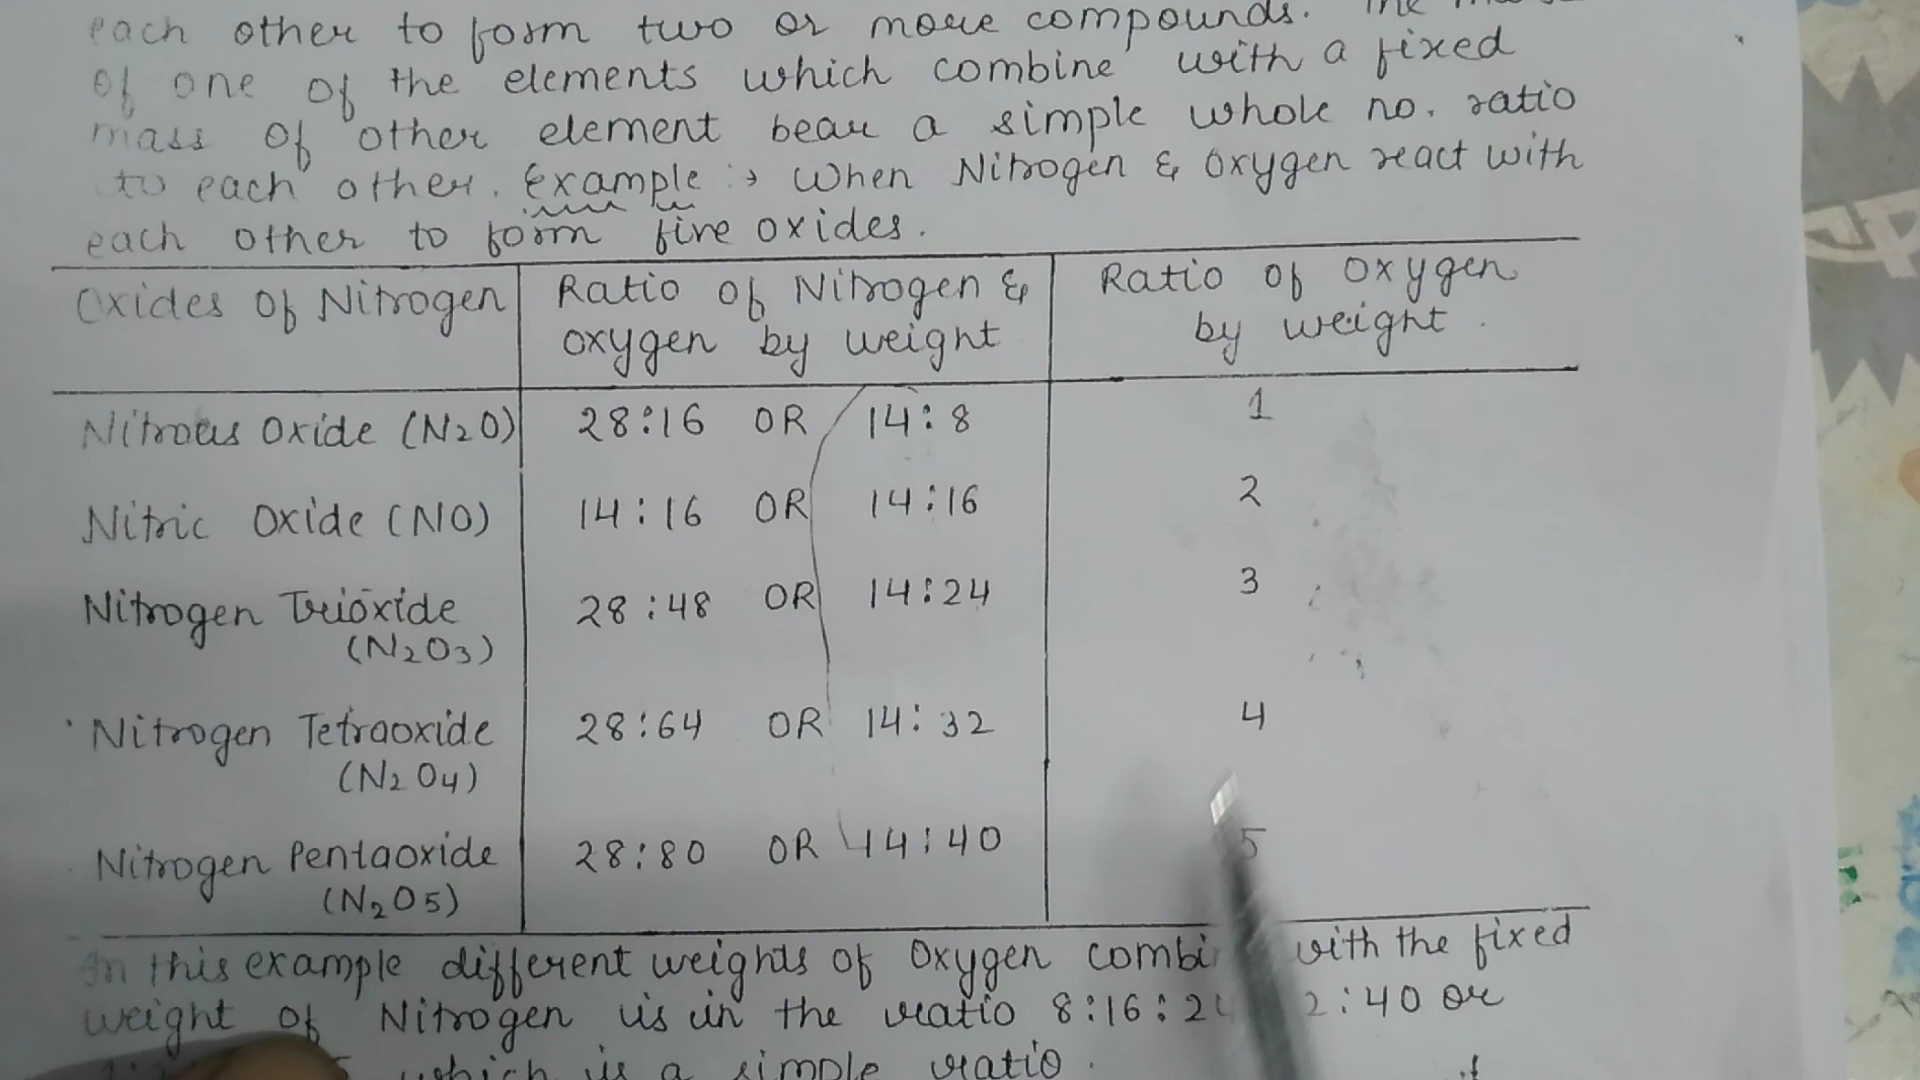 each other to form two or more compounds. The
of one of the elements which combine with a fixed
mass of other element bear a simple whole no. ratio
to each other. Example :→ When Nitrogen & oxygen react with
each other to form five oxides.
Oxides of Nitrogen
Ratio of Nitrogen &
oxygen by weight
Ratio of oxygen
by weight.
Nitrous Oxide (N2O) 28:16 OR 14:8 1
Nitric Oxide (NO) 14:16 OR 14:16 2
Nitrogen Trioxide 28:48 OR 14:24 3
(N2O3)
Nitrogen Tetraoxide 28:64 OR 14:32 4
(N2O4)
Nitrogen Pentaoxide 28:80 OR 14:40 5
(N2O5)
In this example different weights of Oxygen with the fixed
weight of Nitrogen is in the ratio 8:16: :40 or
which is a simple ratio.